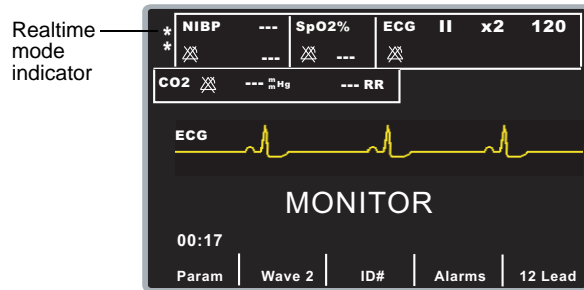 Realtime
mode
indicator
* NIBP --- SpO2% ECG II x2 120
* --- ---
CO2 --- mmHg --- RR
ECG
MONITOR
00:17
Param Wave 2 ID# Alarms 12 Lead